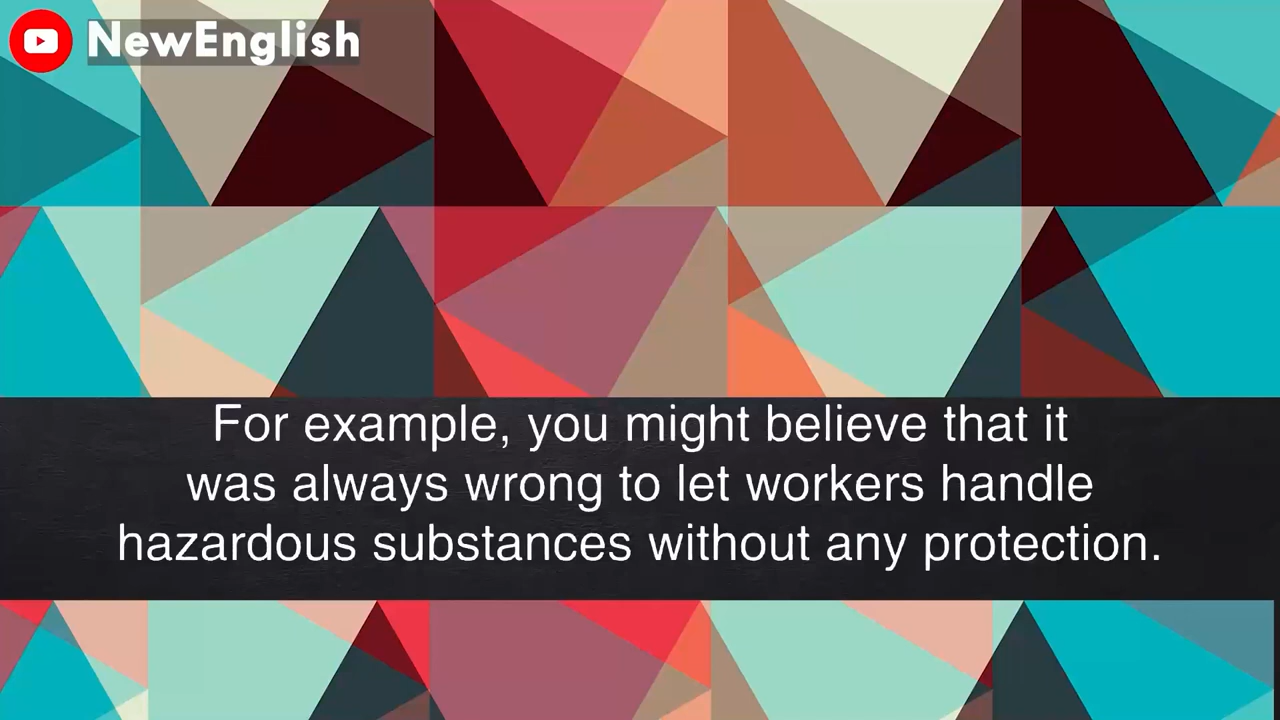 NewEnglish
For example, you might believe that it
was always wrong to let workers handle
hazardous substances without any protection.